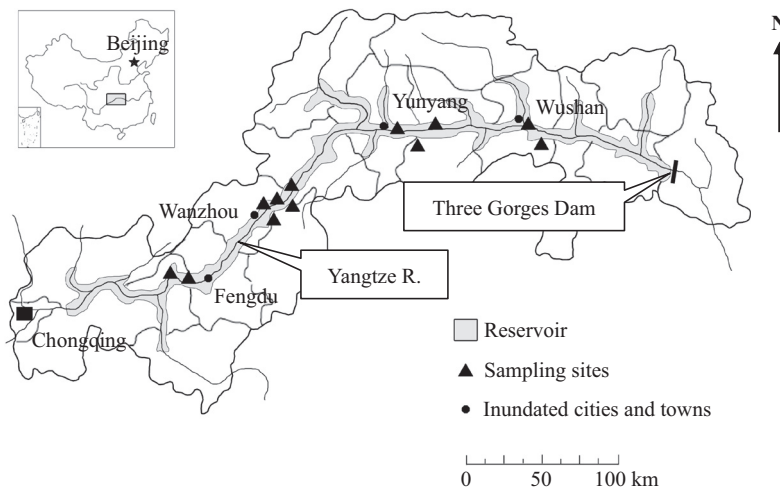 Beijing
N
Yunyang
Wushan
Three Gorges Dam
Wanzhou
Yangtze R.
Fengdu
Chongqing
Reservoir
Sampling sites
Inundated cities and towns
0 50 100 km